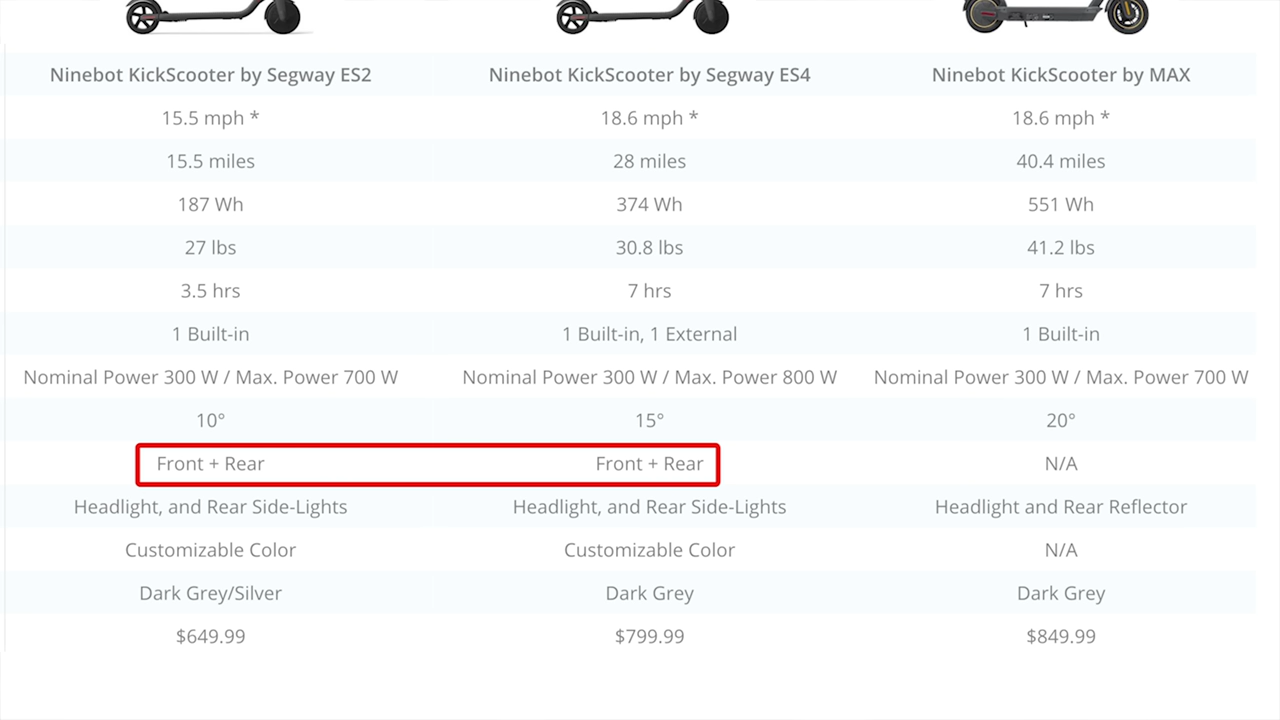 Ninebot KickScooter by Segway ES2 Ninebot KickScooter by Segway ES4 Ninebot KickScooter by MAX
15.5 mph * 18.6 mph * 18.6 mph *
15.5 miles 28 miles 40.4 miles
187 Wh 374 Wh 551 Wh
27 lbs 30.8 lbs 41.2 lbs
3.5 hrs 7 hrs 7 hrs
1 Built-in 1 Built-in, 1 External 1 Built-in
Nominal Power 300 W / Max. Power 700 W Nominal Power 300 W / Max. Power 800 W Nominal Power 300 W / Max. Power 700 W
10° 15° 20°
Front + Rear Front + Rear N/A
Headlight, and Rear Side-Lights Headlight, and Rear Side-Lights Headlight and Rear Reflector
Customizable Color Customizable Color N/A
Dark Grey/Silver Dark Grey Dark Grey
$649.99 $799.99 $849.99